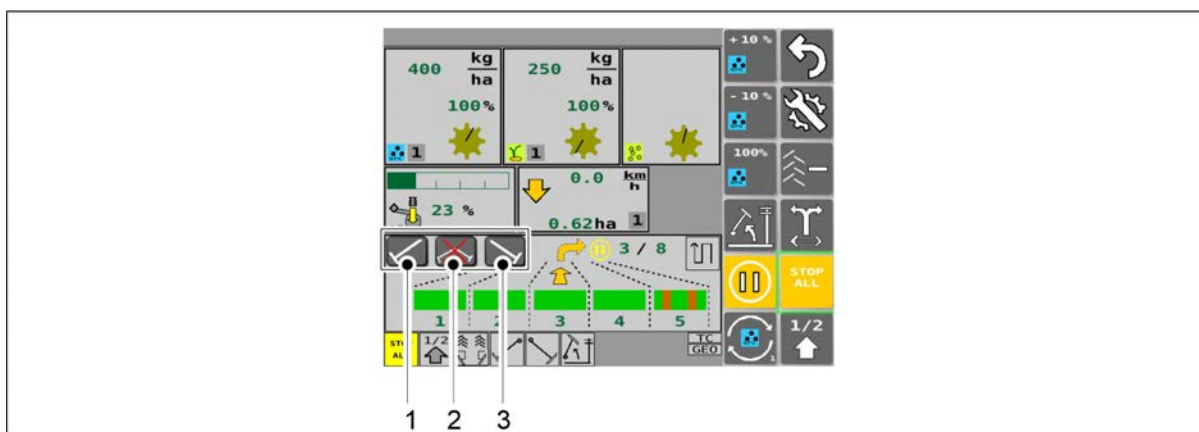 +10 %
kg
400 ha
100%
1
kg
250 ha
100%
1
- 10 %
100%
23 %
0.0 km
h
0.62ha 1
3 / 8
1 2 3 4 5
STOP
ALL
1/2
TC
GEO
STOP
ALL
1/2
1
1 2 3